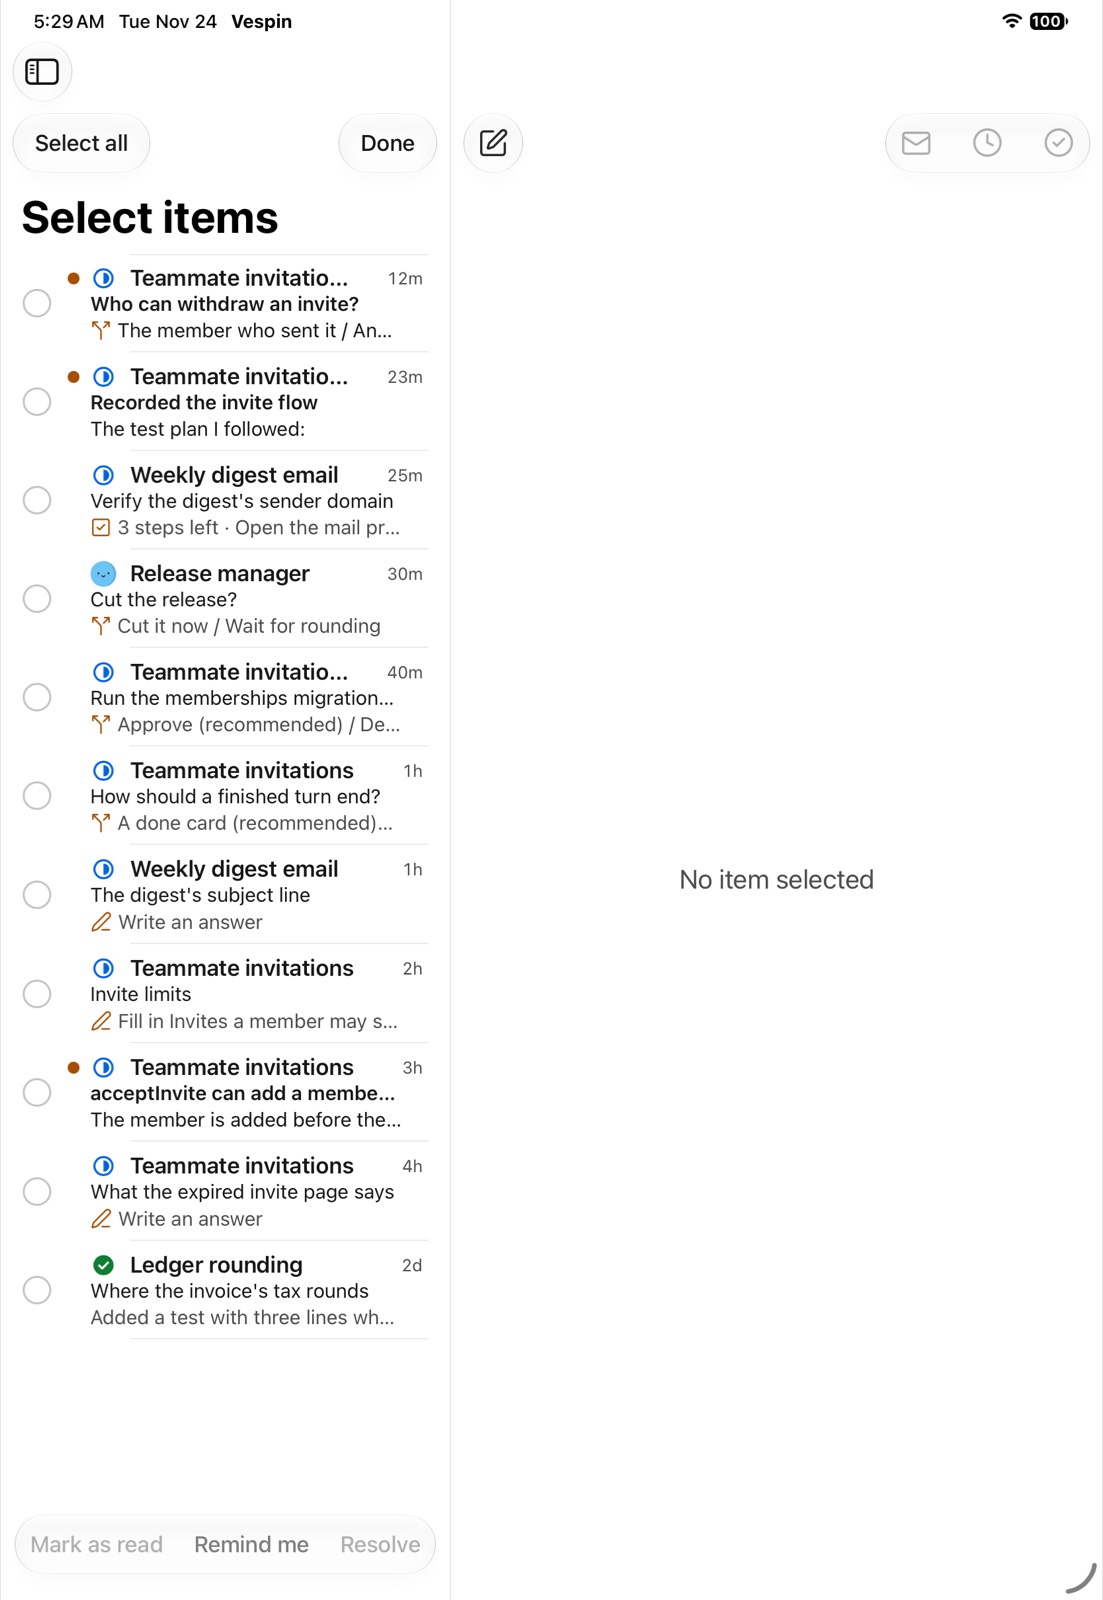 5:29 AM Tue Nov 24 Vespin
100
Select all
Done
Select items
Teammate invitatio... 12m
Who can withdraw an invite?
The member who sent it / An...
Teammate invitatio... 23m
Recorded the invite flow
The test plan I followed:
Weekly digest email 25m
Verify the digest's sender domain
3 steps left · Open the mail pr...
Release manager 30m
Cut the release?
Cut it now / Wait for rounding
Teammate invitatio... 40m
Run the memberships migration...
Approve (recommended) / De...
Teammate invitations 1h
How should a finished turn end?
A done card (recommended)...
Weekly digest email 1h
The digest's subject line
Write an answer
Teammate invitations 2h
Invite limits
Fill in Invites a member may s...
Teammate invitations 3h
acceptInvite can add a membe...
The member is added before the...
Teammate invitations 4h
What the expired invite page says
Write an answer
Ledger rounding 2d
Where the invoice's tax rounds
Added a test with three lines wh...
Mark as read Remind me Resolve
No item selected